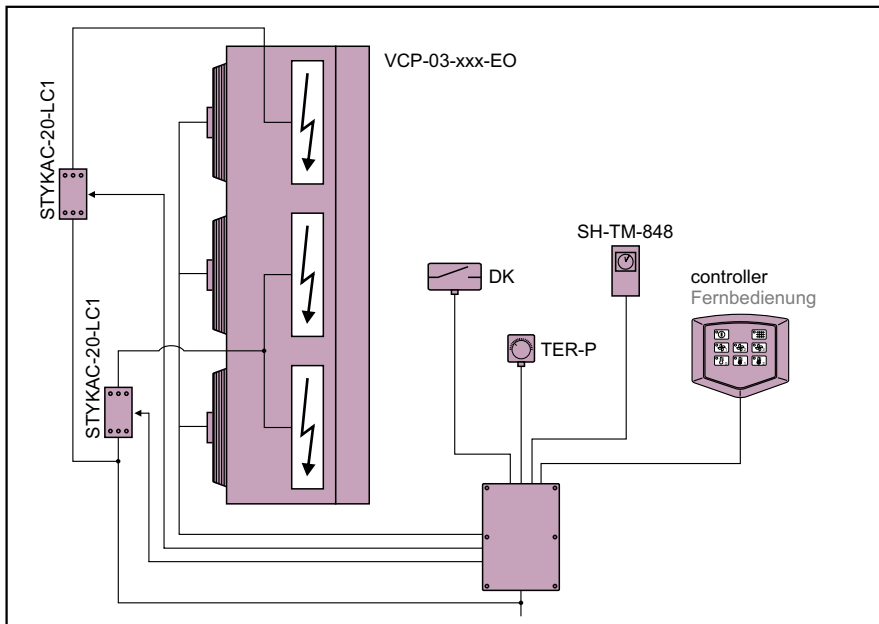 VCP-03-xxx-EO
STYKAC-20-LC1
SH-TM-848
DK
controller
Fernbedienung
TER-P
STYKAC-20-LC1